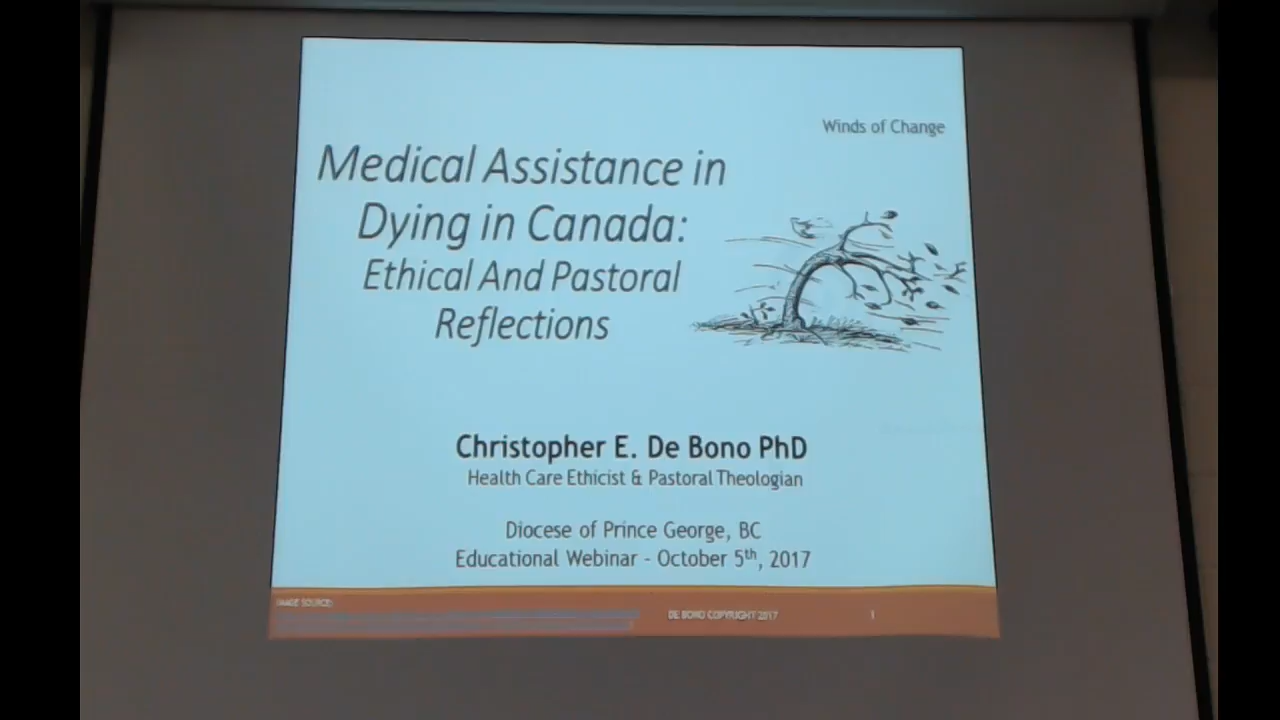 Winds of Change
Medical Assistance in
Dying in Canada:
Ethical And Pastoral
Reflections
Christopher E. De Bono PhD
Health Care Ethicist & Pastoral Theologian
Diocese of Prince George, BC
Educational Webinar - October 5th, 2017
IMAGE SOURCE:
DE BONO COPYRIGHT 2017
1